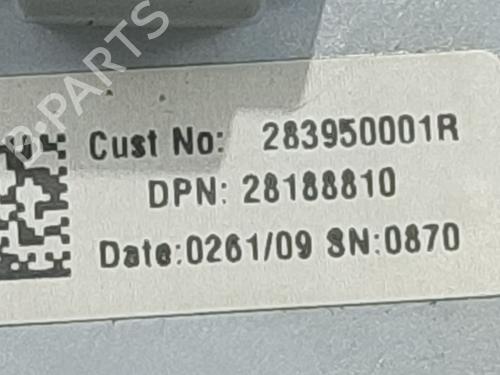 B-PARTS
Cust No: 283950001R
DPN: 28188810
Date:0261/09 SN:0870